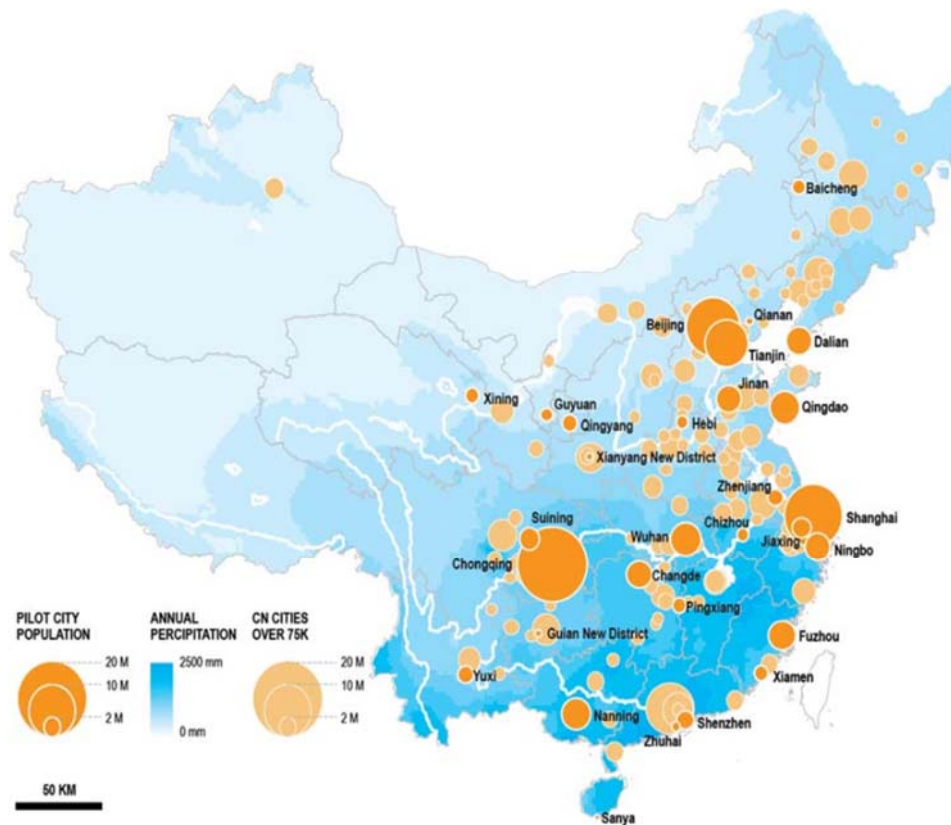 Baicheng
Beijing
Qianan
Tianjin
Dalian
Jinan
Xining
Guyuan
Qingdao
Qingyang
Hebi
Xianyang New District
Zhenjiang
Suining
Wuhan
Chizhou
Shanghai
Jiaxing
Ningbo
Chongqing
Changde
Pingxiang
Guian New District
Fuzhou
Yuxi
Xiamen
Nanning
Shenzhen
Zhuhai
Sanya
PILOT CITY
POPULATION
20 M
10 M
2 M
ANNUAL
PERCIPITATION
2500 mm
0 mm
CN CITIES
OVER 75K
20 M
10 M
2 M
50 KM